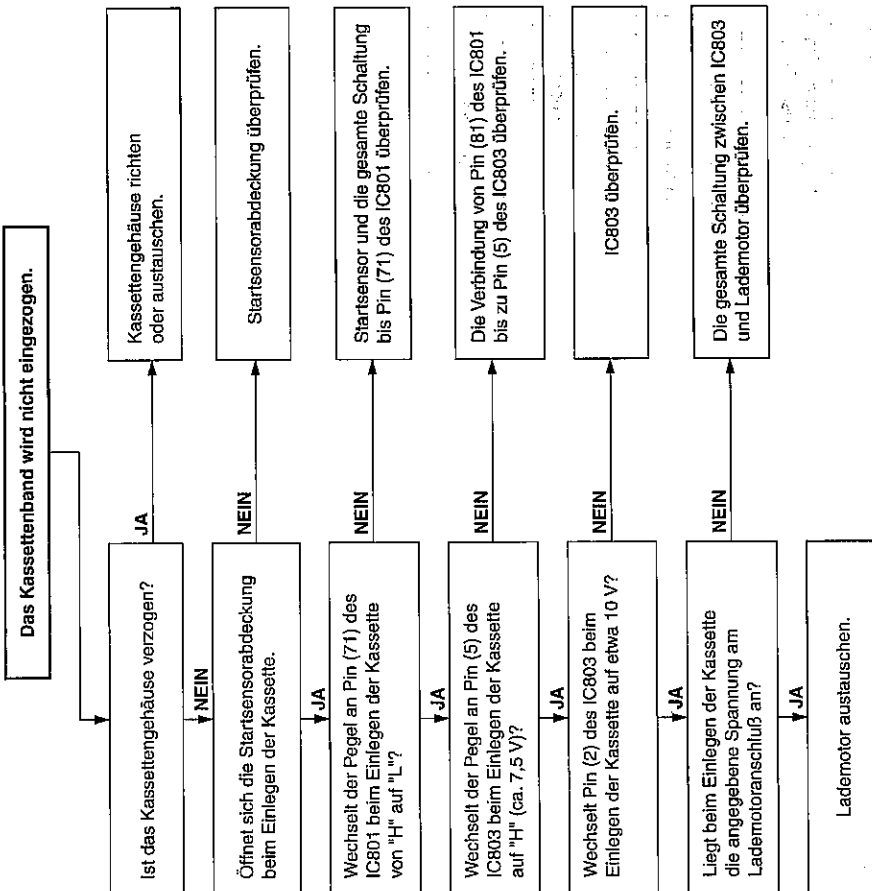 Das Kassettenband wird nicht eingezogen.
Ist das Kassettengehäuse verzogen?
JA
Kassettengehäuse richten
oder austauschen.
NEIN
Öffnet sich die Startsensorabdeckung
beim Einlegen der Kassette.
NEIN
Startsensorabdeckung überprüfen.
JA
Wechselt der Pegel an Pin (71) des
IC801 beim Einlegen der Kassette
von "H" auf "L"?
NEIN
Startsensor und die gesamte Schaltung
bis Pin (71) des IC801 überprüfen.
JA
Wechselt der Pegel an Pin (5) des
IC803 beim Einlegen der Kassette
auf "H" (ca. 7,5 V)?
NEIN
Die Verbindung von Pin (81) des IC801
bis zu Pin (5) des IC803 überprüfen.
JA
Wechselt Pin (2) des IC803 beim
Einlegen der Kassette auf etwa 10 V?
NEIN
IC803 überprüfen.
JA
Liegt beim Einlegen der Kassette
die angegebene Spannung am
Lademotoranschluß an?
NEIN
Die gesamte Schaltung zwischen IC803
und Lademotor überprüfen.
JA
Lademotor austauschen.